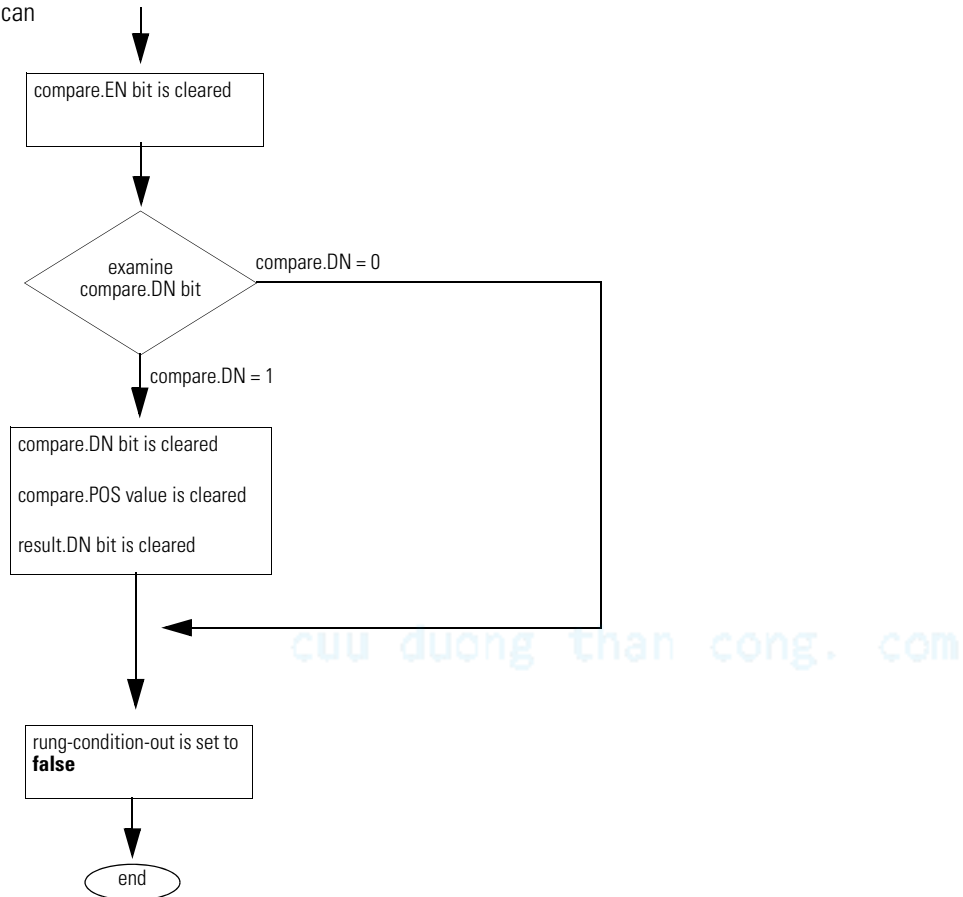 can
compare.EN bit is cleared
examine
compare.DN bit
compare.DN = 0
compare.DN = 1
compare.DN bit is cleared
compare.POS value is cleared
result.DN bit is cleared
cuu duong than cong. com
rung-condition-out is set to
false
end